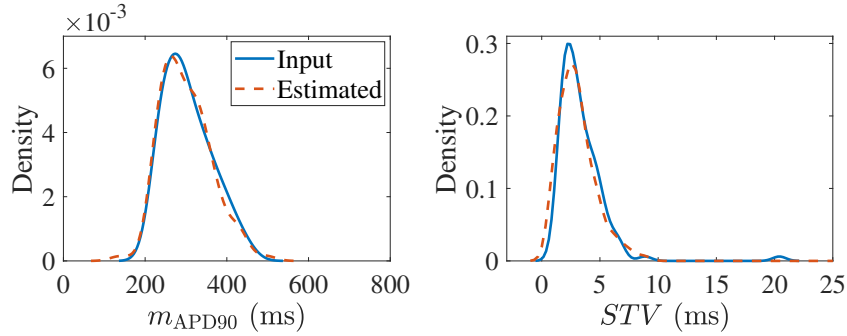 ×10⁻³
6
4
2
0
Density
0 200 400 600 800
m_APD90 (ms)
Input
Estimated
0.3
0.2
0.1
0
Density
0 5 10 15 20 25
STV (ms)